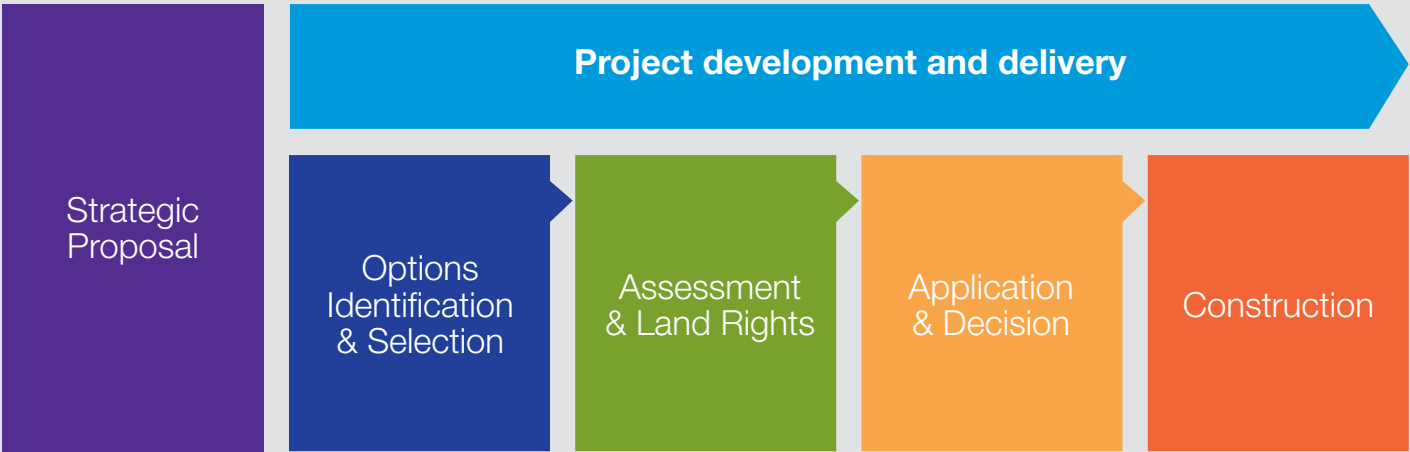 Strategic
Proposal
Project development and delivery
Options
Identification
& Selection
Assessment
& Land Rights
Application
& Decision
Construction